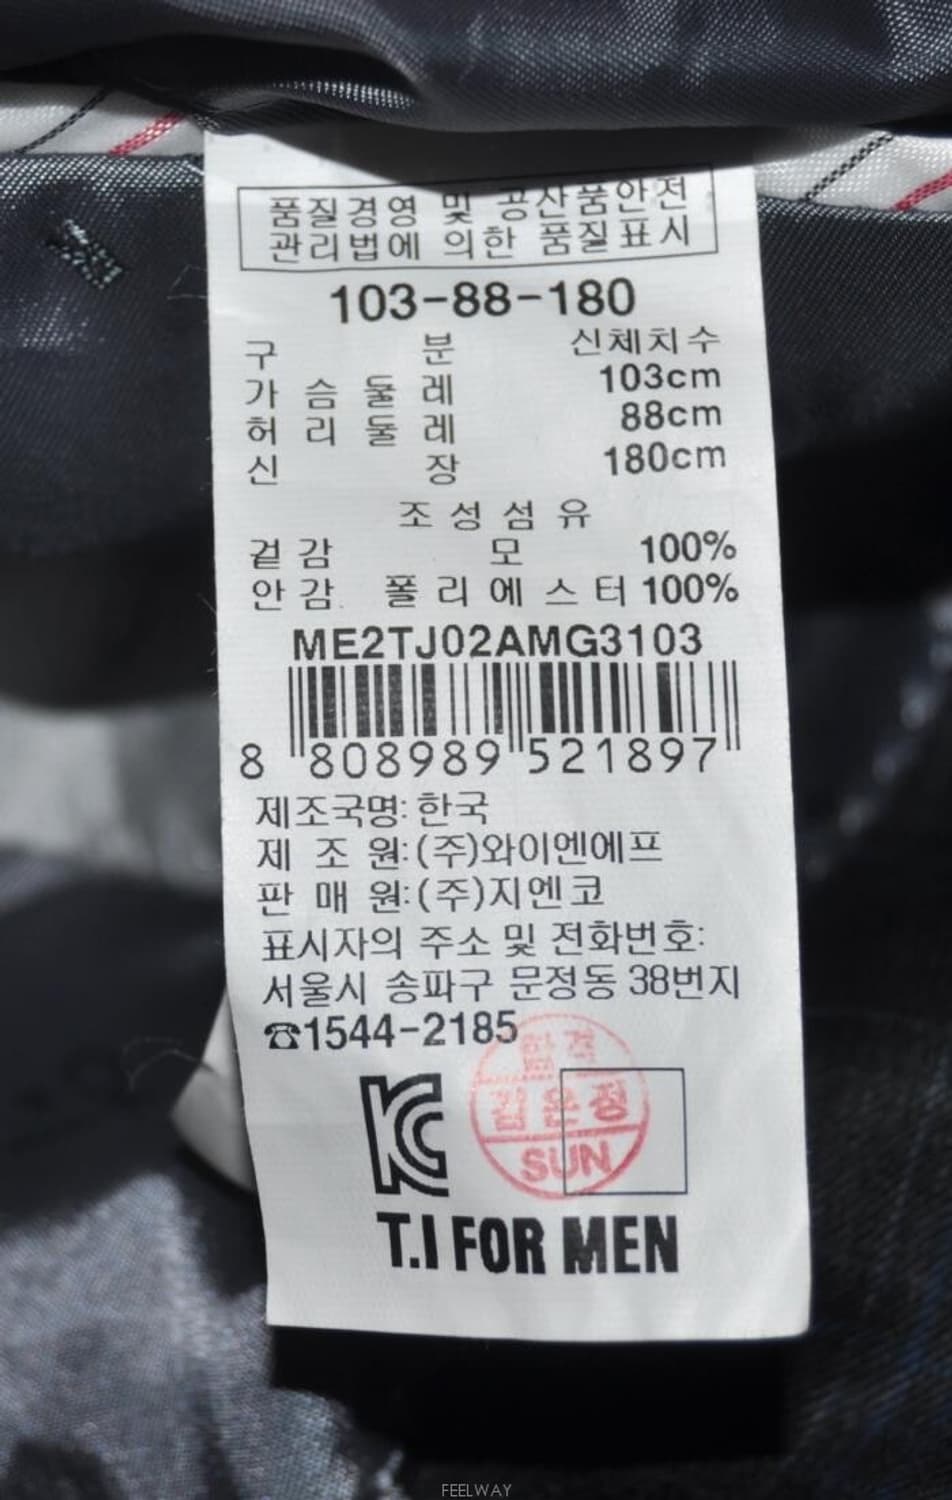 품질경영 및 공산품안전
관리법에 의한 품질표시
103-88-180
구 분 신체치수
가슴둘레 103cm
허리둘레 88cm
신 장 180cm
조성섬유
겉감 모 100%
안감 폴리에스터 100%
ME2TJ02AMG3103
8 808989 521897
제조국명: 한국
제 조 원: (주)와이엔에프
판 매 원: (주)지엔코
표시자의 주소 및 전화번호:
서울시 송파구 문정동 38번지
☎1544-2185
합격
SUN
KC
T.I FOR MEN
FEELWAY